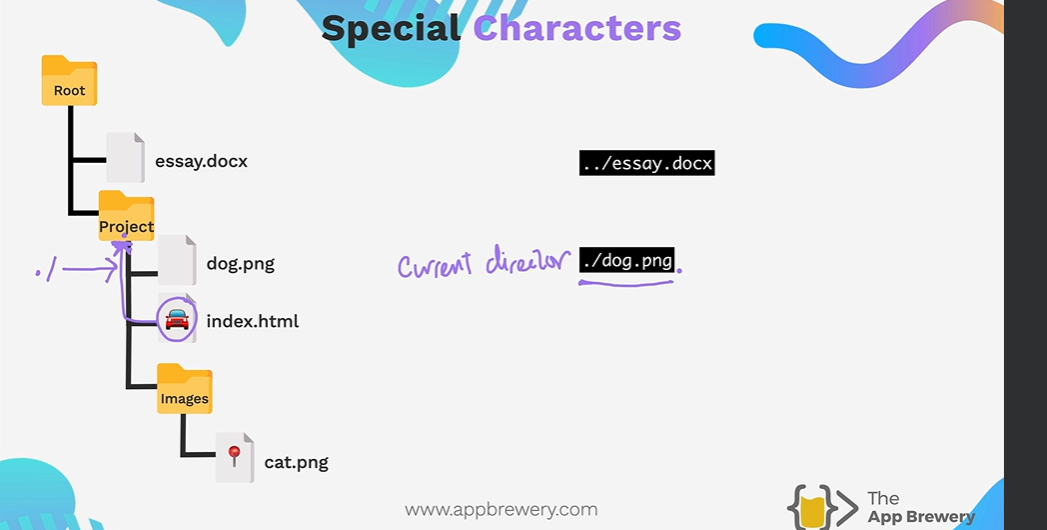 Special Characters
Root
essay.docx
../essay.docx
Project
./
dog.png
Current director
./dog.png.
index.html
Images
cat.png
www.appbrewery.com
The
App Brewery